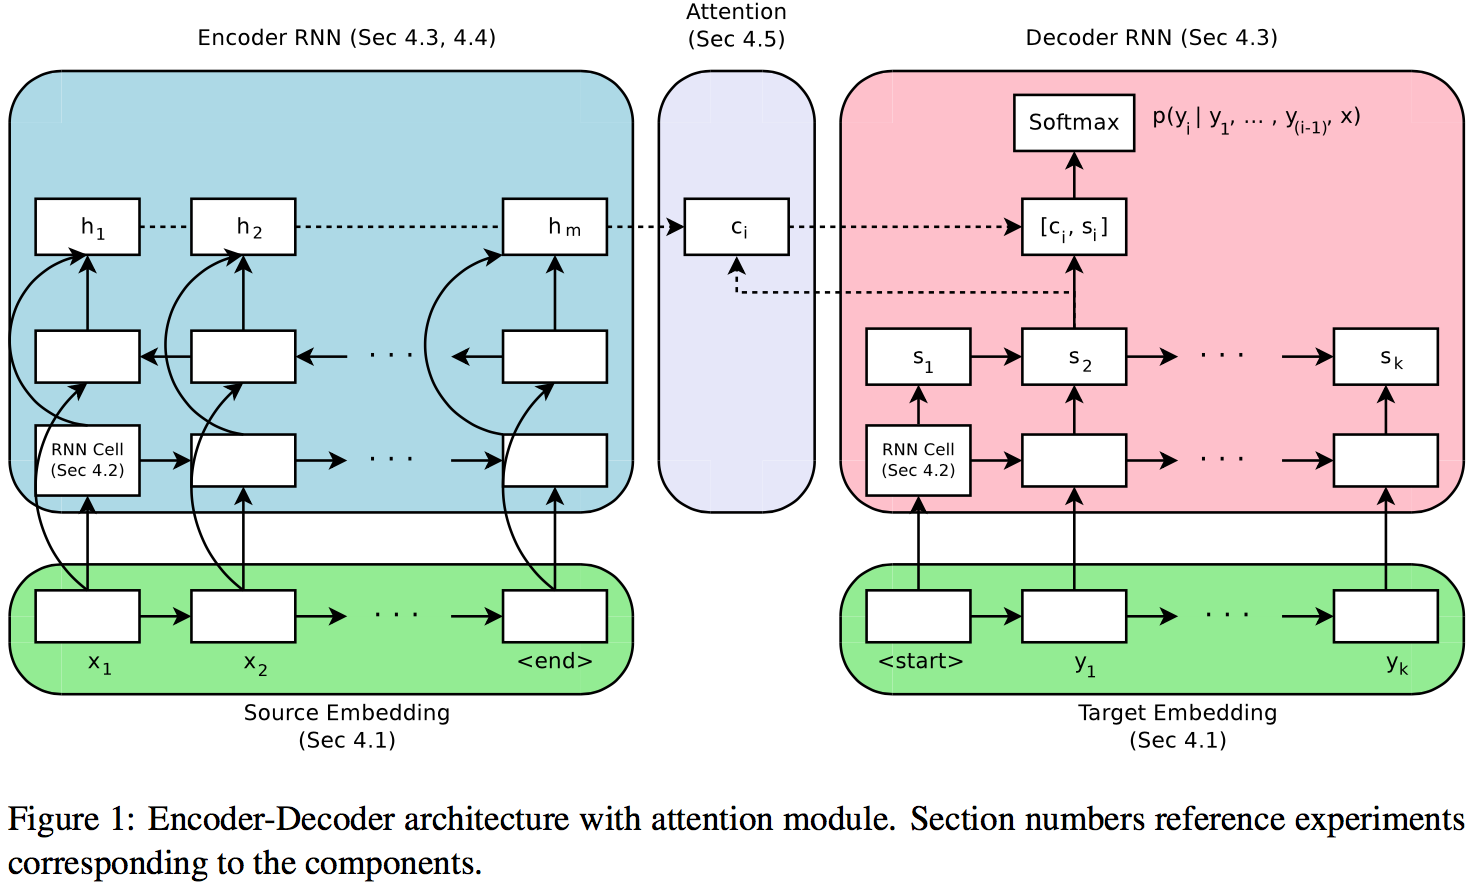 Encoder RNN (Sec 4.3, 4.4)
Attention
(Sec 4.5)
Decoder RNN (Sec 4.3)
Softmax
p(y_i | y_1, ... , y_(i-1), x)
h_1
h_2
h_m
c_i
[c_i, s_i]
s_1
s_2
. . .
s_k
. . .
RNN Cell
(Sec 4.2)
. . .
RNN Cell
(Sec 4.2)
. . .
. . .
. . .
x_1
x_2
<end>
<start>
y_1
y_k
Source Embedding
(Sec 4.1)
Target Embedding
(Sec 4.1)
Figure 1: Encoder-Decoder architecture with attention module. Section numbers reference experiments
corresponding to the components.